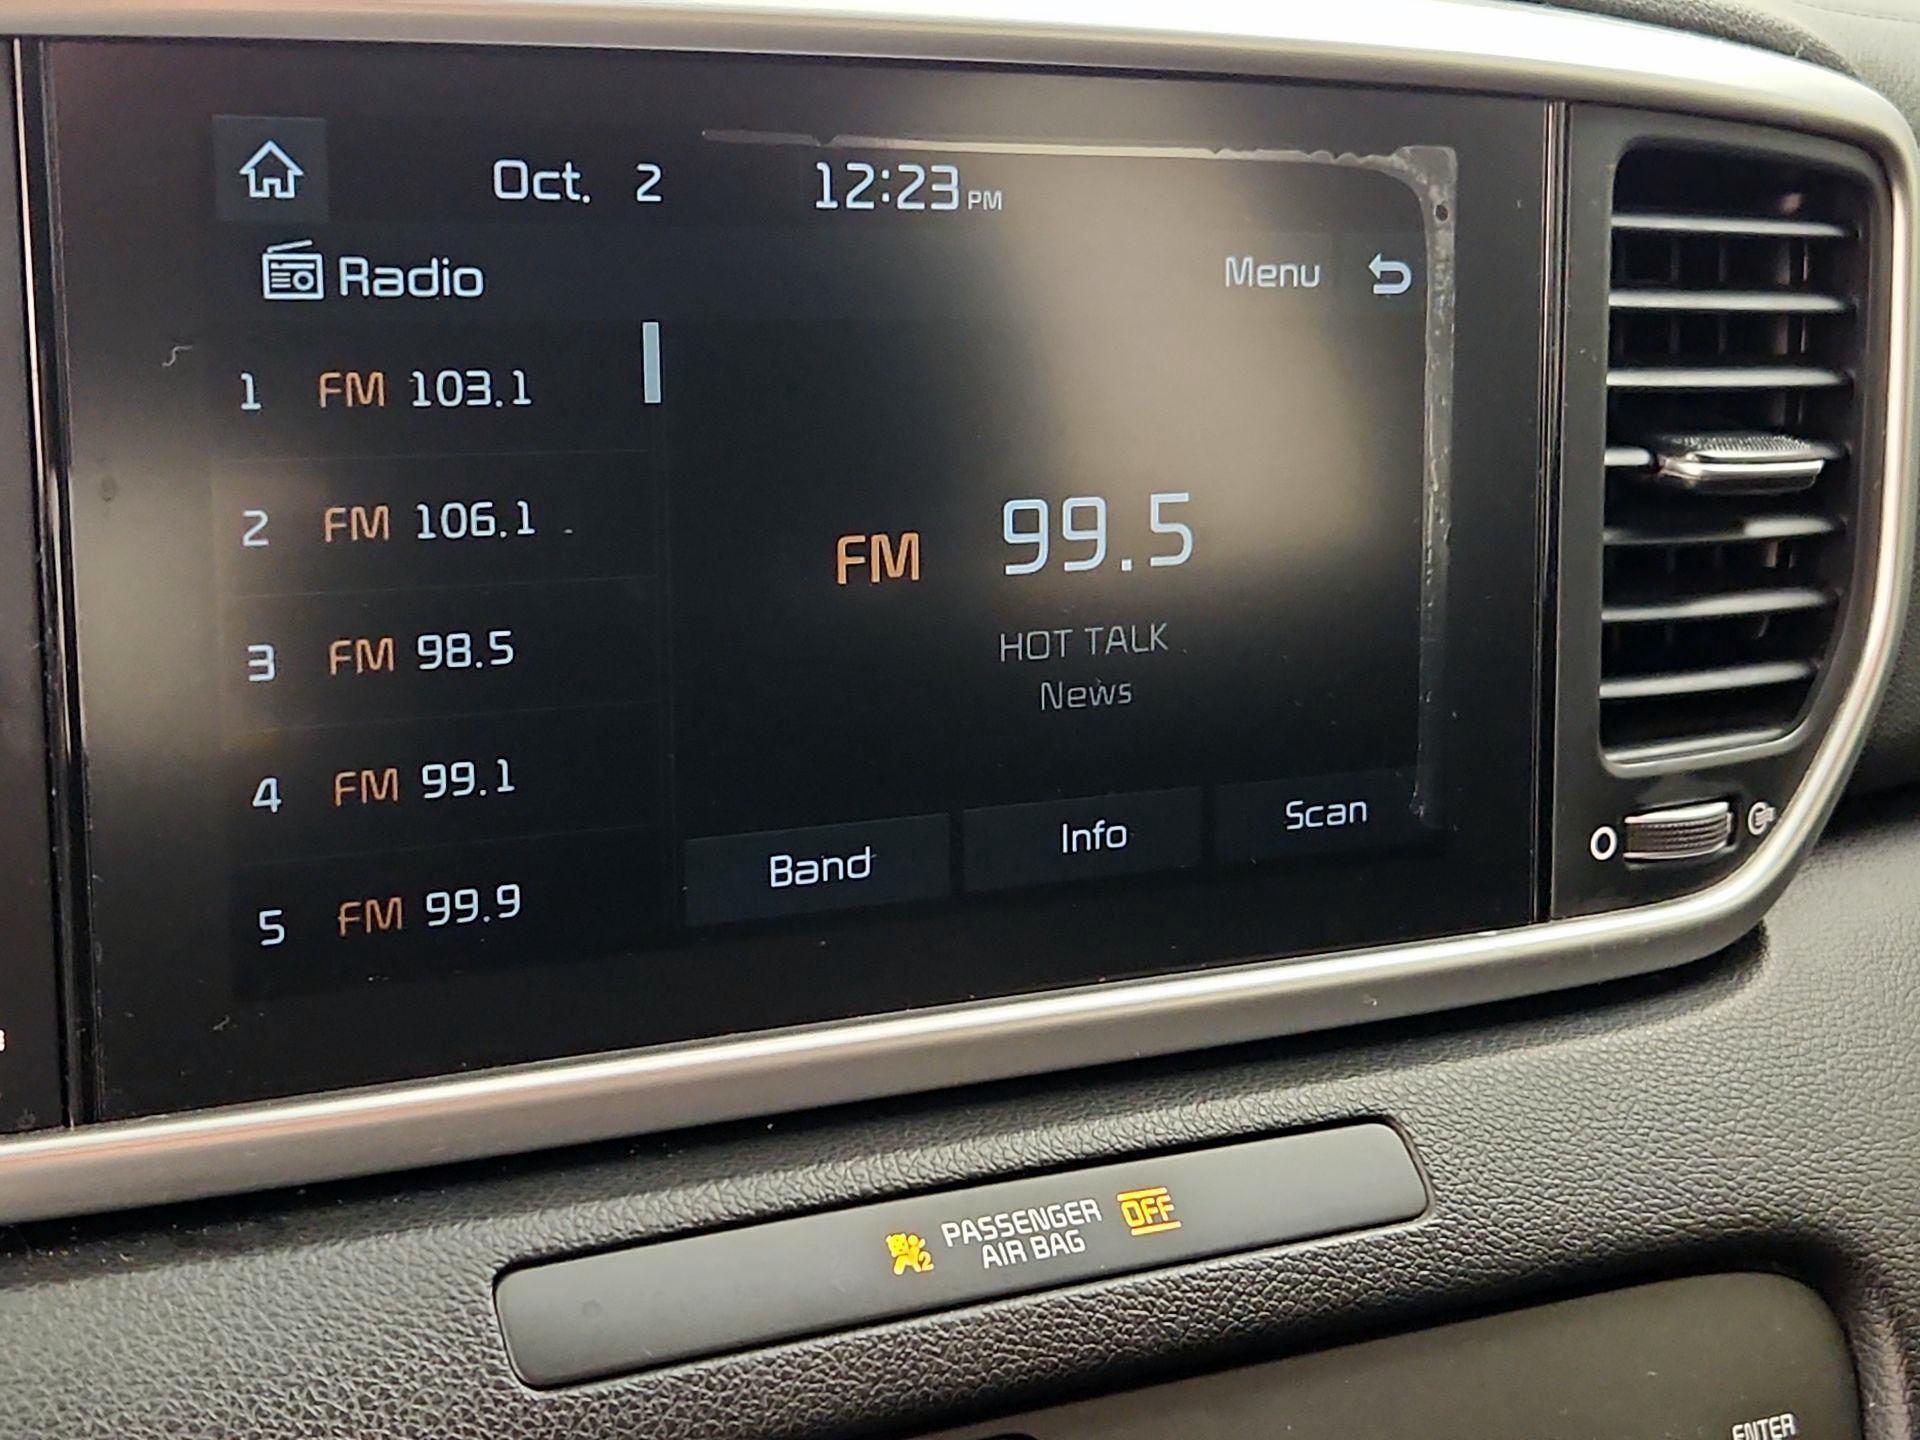 Oct. 2 12:23 PM
Radio Menu
1 FM 103.1
2 FM 106.1
3 FM 98.5
4 FM 99.1
5 FM 99.9
FM 99.5
HOT TALK
News
Band Info Scan
PASSENGER OFF
AIR BAG
2
ENTER